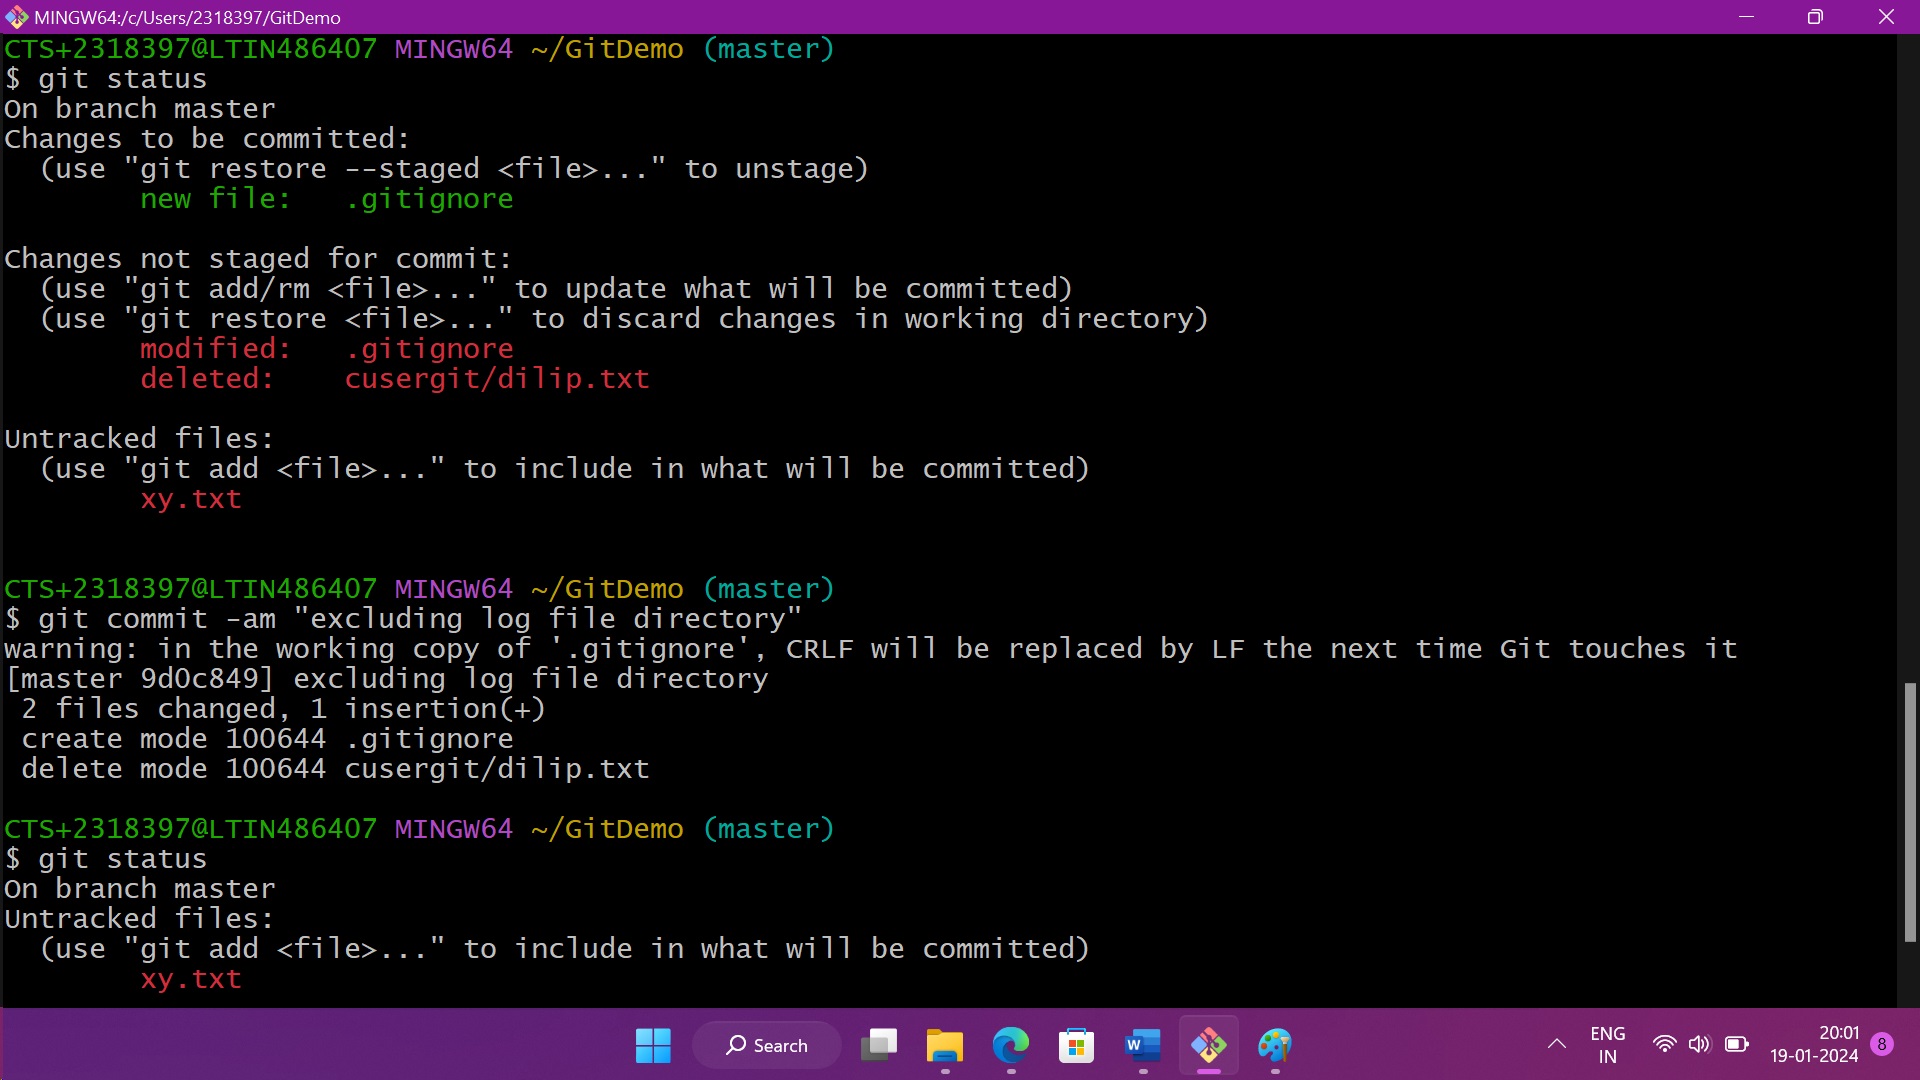 MINGW64:/c/Users/2318397/GitDemo
CTS+2318397@LTIN486407 MINGW64 ~/GitDemo (master)
$ git status
On branch master
Changes to be committed:
  (use "git restore --staged <file>..." to unstage)
        new file:   .gitignore

Changes not staged for commit:
  (use "git add/rm <file>..." to update what will be committed)
  (use "git restore <file>..." to discard changes in working directory)
        modified:   .gitignore
        deleted:    cusergit/dilip.txt

Untracked files:
  (use "git add <file>..." to include in what will be committed)
        xy.txt

CTS+2318397@LTIN486407 MINGW64 ~/GitDemo (master)
$ git commit -am "excluding log file directory"
warning: in the working copy of '.gitignore', CRLF will be replaced by LF the next time Git touches it
[master 9d0c849] excluding log file directory
 2 files changed, 1 insertion(+)
 create mode 100644 .gitignore
 delete mode 100644 cusergit/dilip.txt

CTS+2318397@LTIN486407 MINGW64 ~/GitDemo (master)
$ git status
On branch master
Untracked files:
  (use "git add <file>..." to include in what will be committed)
        xy.txt
Search
W
ENG
IN
20:01
19-01-2024
8